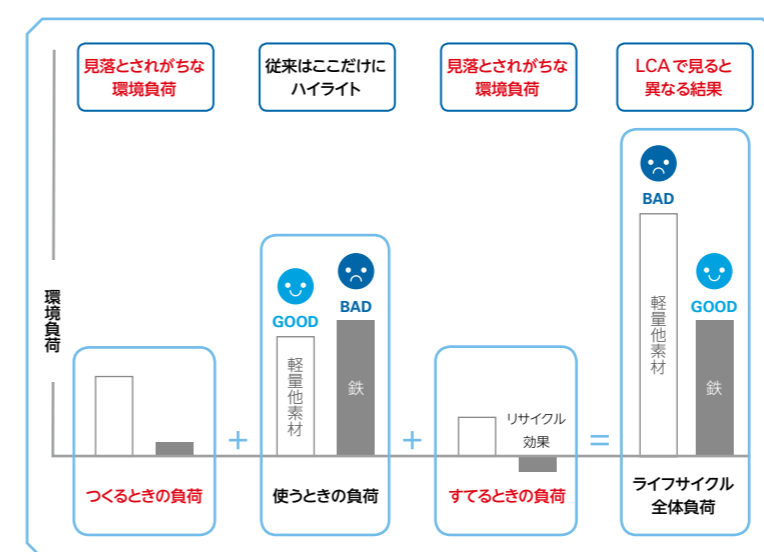 見落とされがちな
環境負荷
従来はここだけに
ハイライト
見落とされがちな
環境負荷
LCAで見ると
異なる結果
環境負荷
GOOD
軽量他素材
BAD
鉄
リサイクル
効果
BAD
軽量他素材
GOOD
鉄
つくるときの負荷
+
使うときの負荷
+
すてるときの負荷
=
ライフサイクル
全体負荷